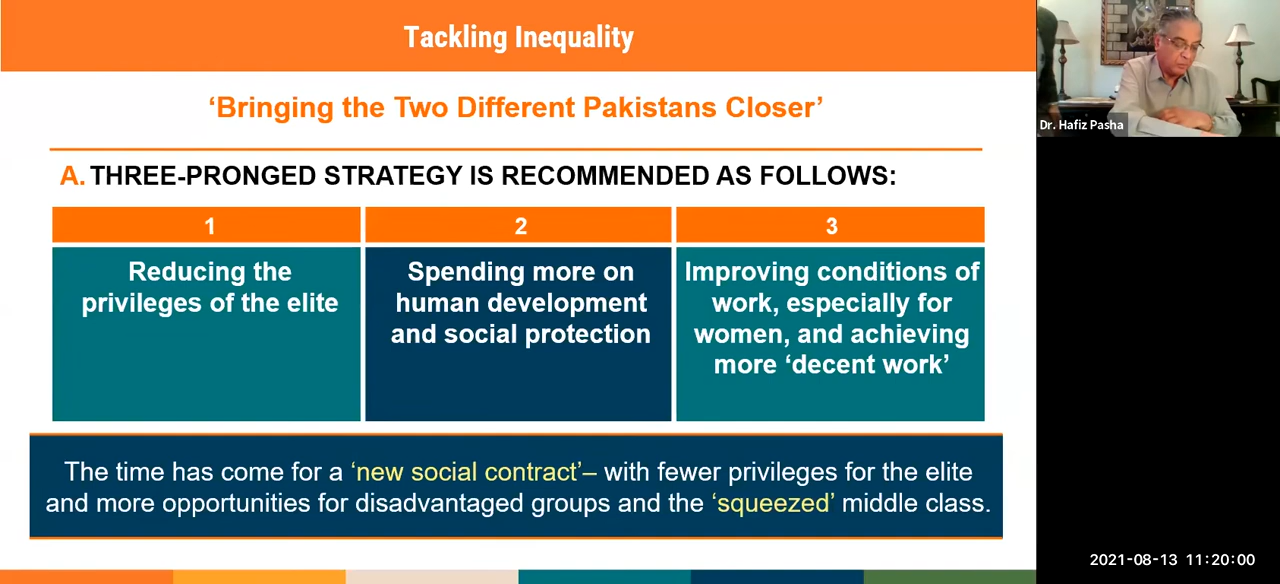 Tackling Inequality
‘Bringing the Two Different Pakistans Closer’
A. THREE-PRONGED STRATEGY IS RECOMMENDED AS FOLLOWS:
1
Reducing the
privileges of the elite
2
Spending more on
human development
and social protection
3
Improving conditions of
work, especially for
women, and achieving
more ‘decent work’
The time has come for a ‘new social contract’– with fewer privileges for the elite
and more opportunities for disadvantaged groups and the ‘squeezed’ middle class.
Dr. Hafiz Pasha
2021-08-13 11:20:00